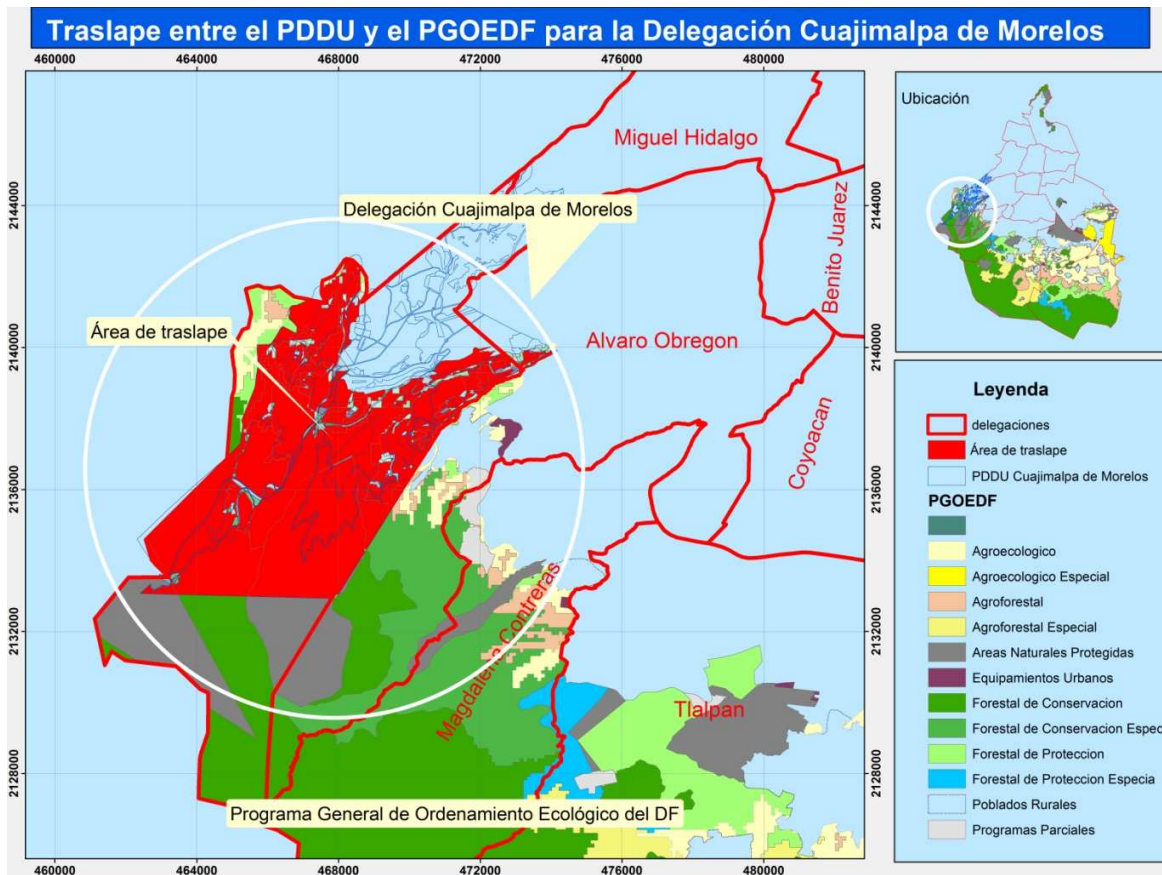 Traslape entre el PDDU y el PGOEDF para la Delegación Cuajimalpa de Morelos
460000 464000 468000 472000 476000 480000
2144000
2140000
2136000
2132000
2128000
Miguel Hidalgo
Delegación Cuajimalpa de Morelos
Benito Juarez
Área de traslape
Alvaro Obregon
Coyoacan
Magdalena Contreras
Tlalpan
Programa General de Ordenamiento Ecológico del DF
2144000
2140000
2136000
2132000
2128000
460000 464000 468000 472000 476000 480000
Ubicación
Leyenda
delegaciones
Área de traslape
PDDU Cuajimalpa de Morelos
PGOEDF
Agroecologico
Agroecologico Especial
Agroforestal
Agroforestal Especial
Areas Naturales Protegidas
Equipamientos Urbanos
Forestal de Conservacion
Forestal de Conservacion Espec
Forestal de Proteccion
Forestal de Proteccion Especia
Poblados Rurales
Programas Parciales